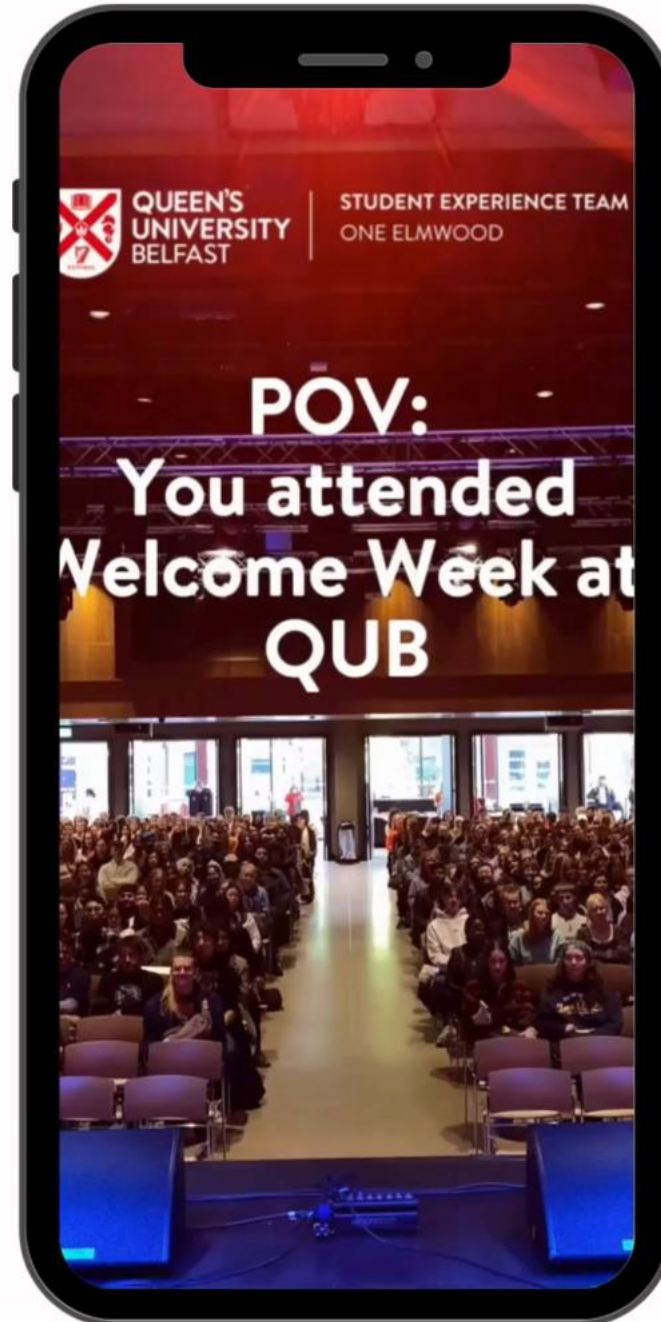 QUEEN'S
UNIVERSITY
BELFAST
STUDENT EXPERIENCE TEAM
ONE ELMWOOD
POV:
You attended
Welcome Week at
QUB